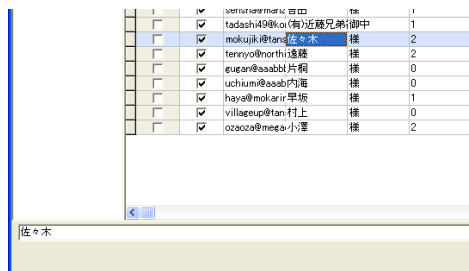 吉田 様 1
tadashi49@kor (有)近藤兄弟 御中 1
mokujiki@tans 佐々木 様 2
tennyo@northi 遠藤 様 2
gugan@aaabbb 片桐 様 0
uchiumi@aaab 内海 様 0
haya@mokarir 早坂 様 1
villageup@tan 村上 様 0
ozaoza@mega 小澤 様 2
佐々木